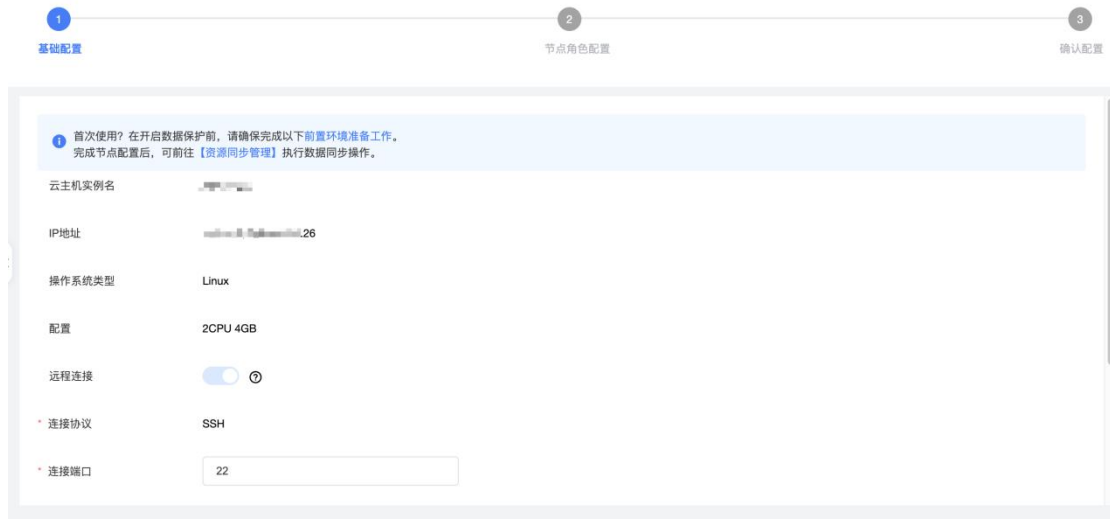 1
2
3
基础配置
节点角色配置
确认配置
首次使用？在开启数据保护前，请确保完成以下前置环境准备工作。
完成节点配置后，可前往【资源同步管理】执行数据同步操作。
云主机实例名
IP地址 .26
操作系统类型 Linux
配置 2CPU 4GB
远程连接
* 连接协议 SSH
* 连接端口 22